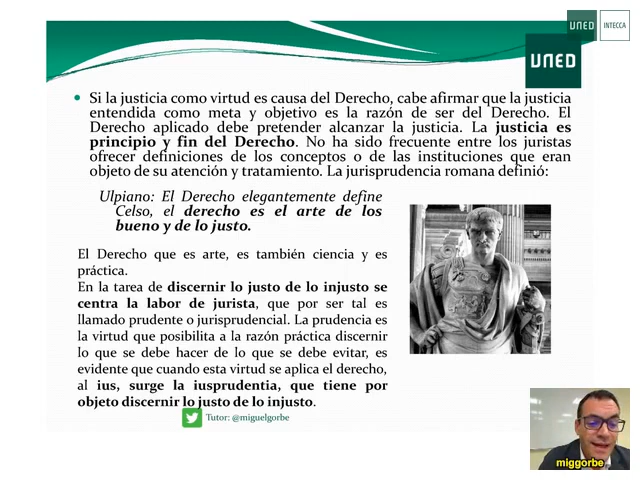 UNED
INTECCA
UNED
Si la justicia como virtud es causa del Derecho, cabe afirmar que la justicia
entendida como meta y objetivo es la razón de ser del Derecho. El
Derecho aplicado debe pretender alcanzar la justicia. La justicia es
principio y fin del Derecho. No ha sido frecuente entre los juristas
ofrecer definiciones de los conceptos o de las instituciones que eran
objeto de su atención y tratamiento. La jurisprudencia romana definió:
Ulpiano: El Derecho elegantemente define
Celso, el derecho es el arte de los
bueno y de lo justo.
El Derecho que es arte, es también ciencia y es
práctica.
En la tarea de discernir lo justo de lo injusto se
centra la labor de jurista, que por ser tal es
llamado prudente o jurisprudencial. La prudencia es
la virtud que posibilita a la razón práctica discernir
lo que se debe hacer de lo que se debe evitar, es
evidente que cuando esta virtud se aplica el derecho,
al ius, surge la iusprudentia, que tiene por
objeto discernir lo justo de lo injusto.
Tutor: @miguelgorbe
miggorbe